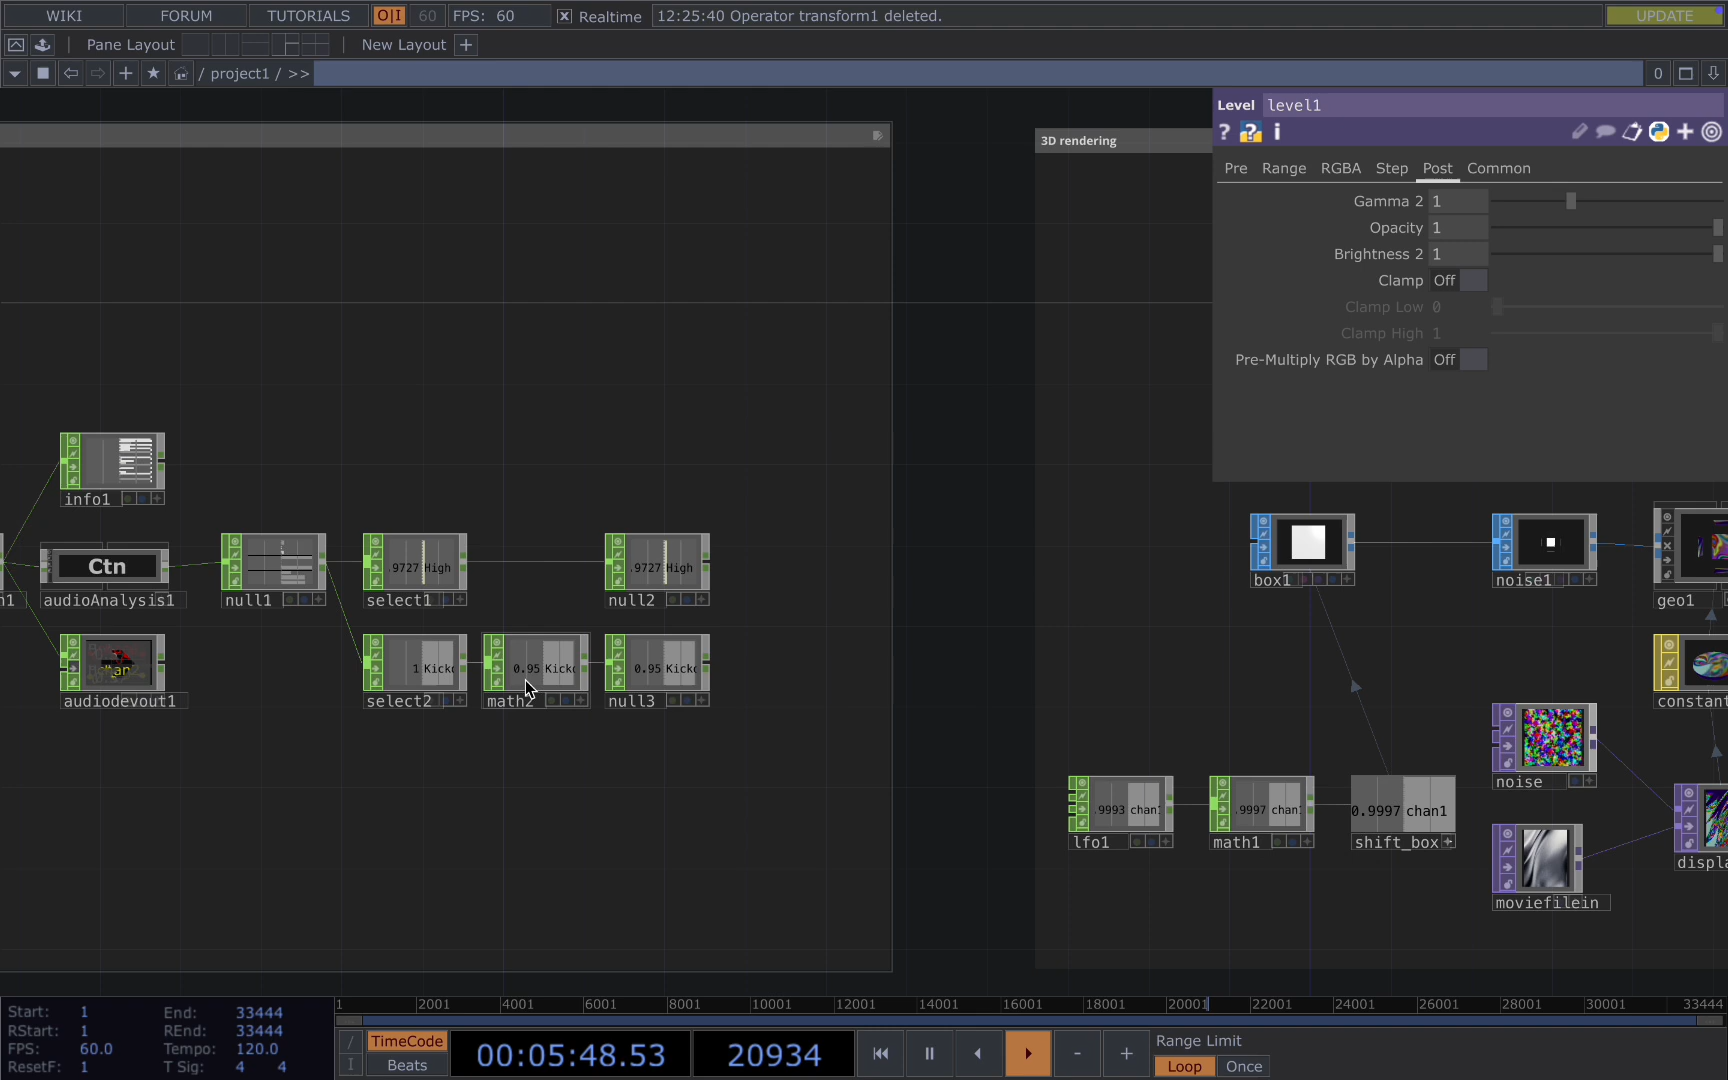 WIKI FORUM TUTORIALS O|I 60 FPS: 60 Realtime 12:25:40 Operator transform1 deleted. UPDATE
Pane Layout New Layout +
/ project1 / >> 0
Level level1
? ? i
Pre Range RGBA Step Post Common
Gamma 2 1
Opacity 1
Brightness 2 1
Clamp Off
Clamp Low 0
Clamp High 1
Pre-Multiply RGB by Alpha Off
3D rendering
info1
Ctn
audioAnalysis1
null1
.9727 High
select1
.9727 High
null2
audiodevout1
1 Kick
select2
0.95 Kick
math2
0.95 Kick
null3
box1
noise1
geo1
constant
noise
moviefilein
displa
.9993 chan1
lfo1
.9997 chan1
math1
0.9997 chan1
shift_box
Start: 1 End: 33444
RStart: 1 REnd: 33444
FPS: 60.0 Tempo: 120.0
ResetF: 1 T Sig: 4 4
1 2001 4001 6001 8001 10001 12001 14001 16001 18001 20001 22001 24001 26001 28001 30001 33444
TimeCode
Beats
00:05:48.53
20934
- +
Range Limit
Loop Once